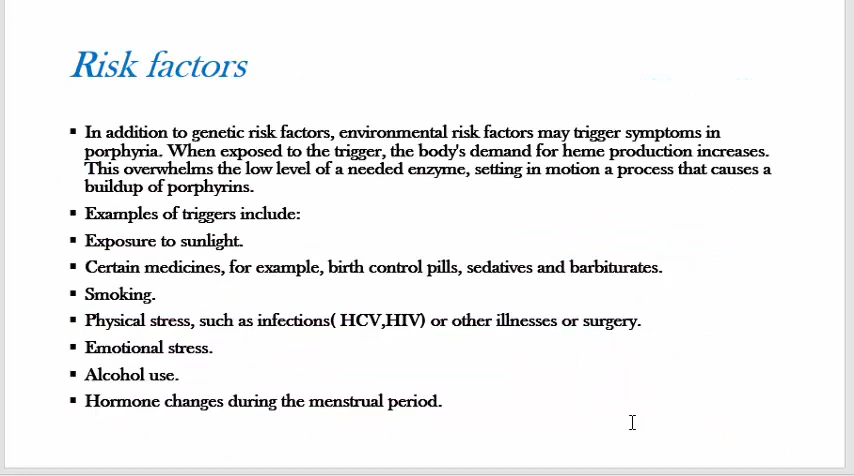 Risk factors
▪ In addition to genetic risk factors, environmental risk factors may trigger symptoms in
porphyria. When exposed to the trigger, the body's demand for heme production increases.
This overwhelms the low level of a needed enzyme, setting in motion a process that causes a
buildup of porphyrins.
▪ Examples of triggers include:
▪ Exposure to sunlight.
▪ Certain medicines, for example, birth control pills, sedatives and barbiturates.
▪ Smoking.
▪ Physical stress, such as infections( HCV,HIV) or other illnesses or surgery.
▪ Emotional stress.
▪ Alcohol use.
▪ Hormone changes during the menstrual period.